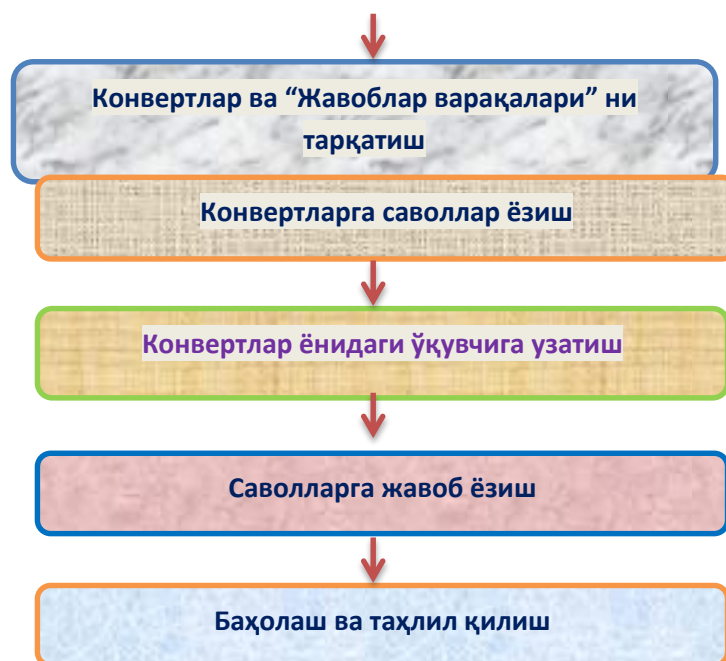 Конвертлар ва “Жавоблар варақалари” ни
тарқатиш
Конвертларга саволлар ёзиш
Конвертлар ёнидаги ўқувчига узатиш
Саволларга жавоб ёзиш
Баҳолаш ва таҳлил қилиш